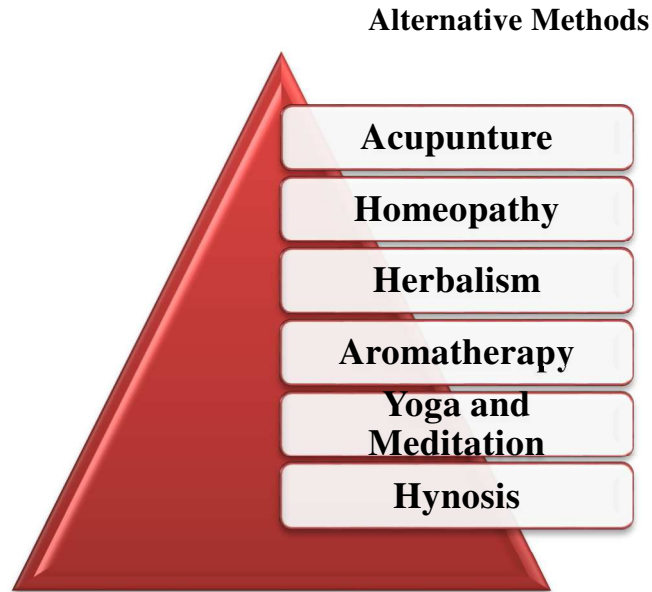 Alternative Methods
Acupunture
Homeopathy
Herbalism
Aromatherapy
Yoga and
Meditation
Hynosis